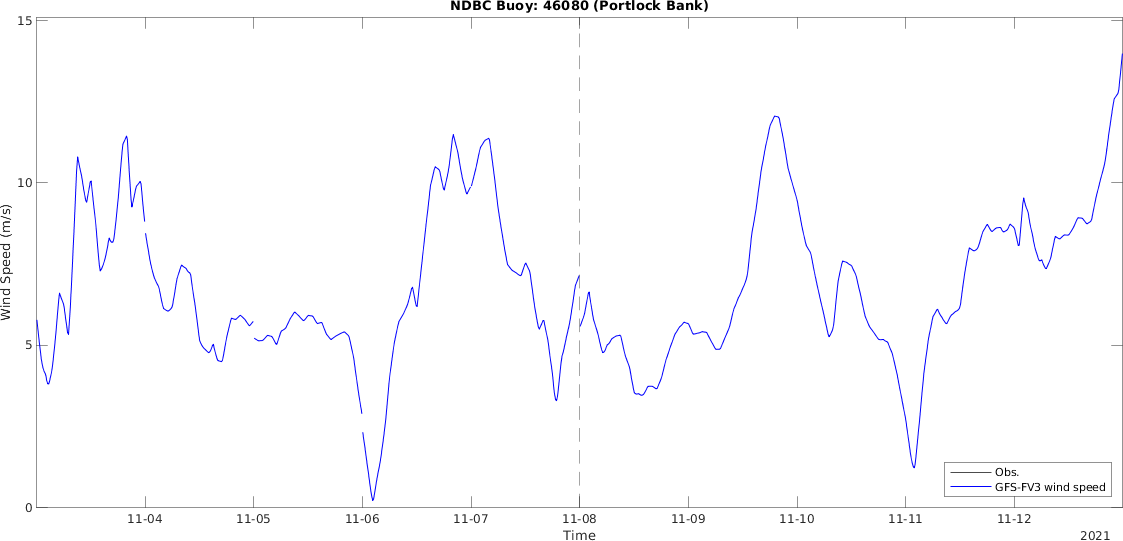 NDBC Buoy: 46080 (Portlock Bank)
15
10
5
0
Wind Speed (m/s)
11-04 11-05 11-06 11-07 11-08 11-09 11-10 11-11 11-12
Time
2021
Obs.
GFS-FV3 wind speed